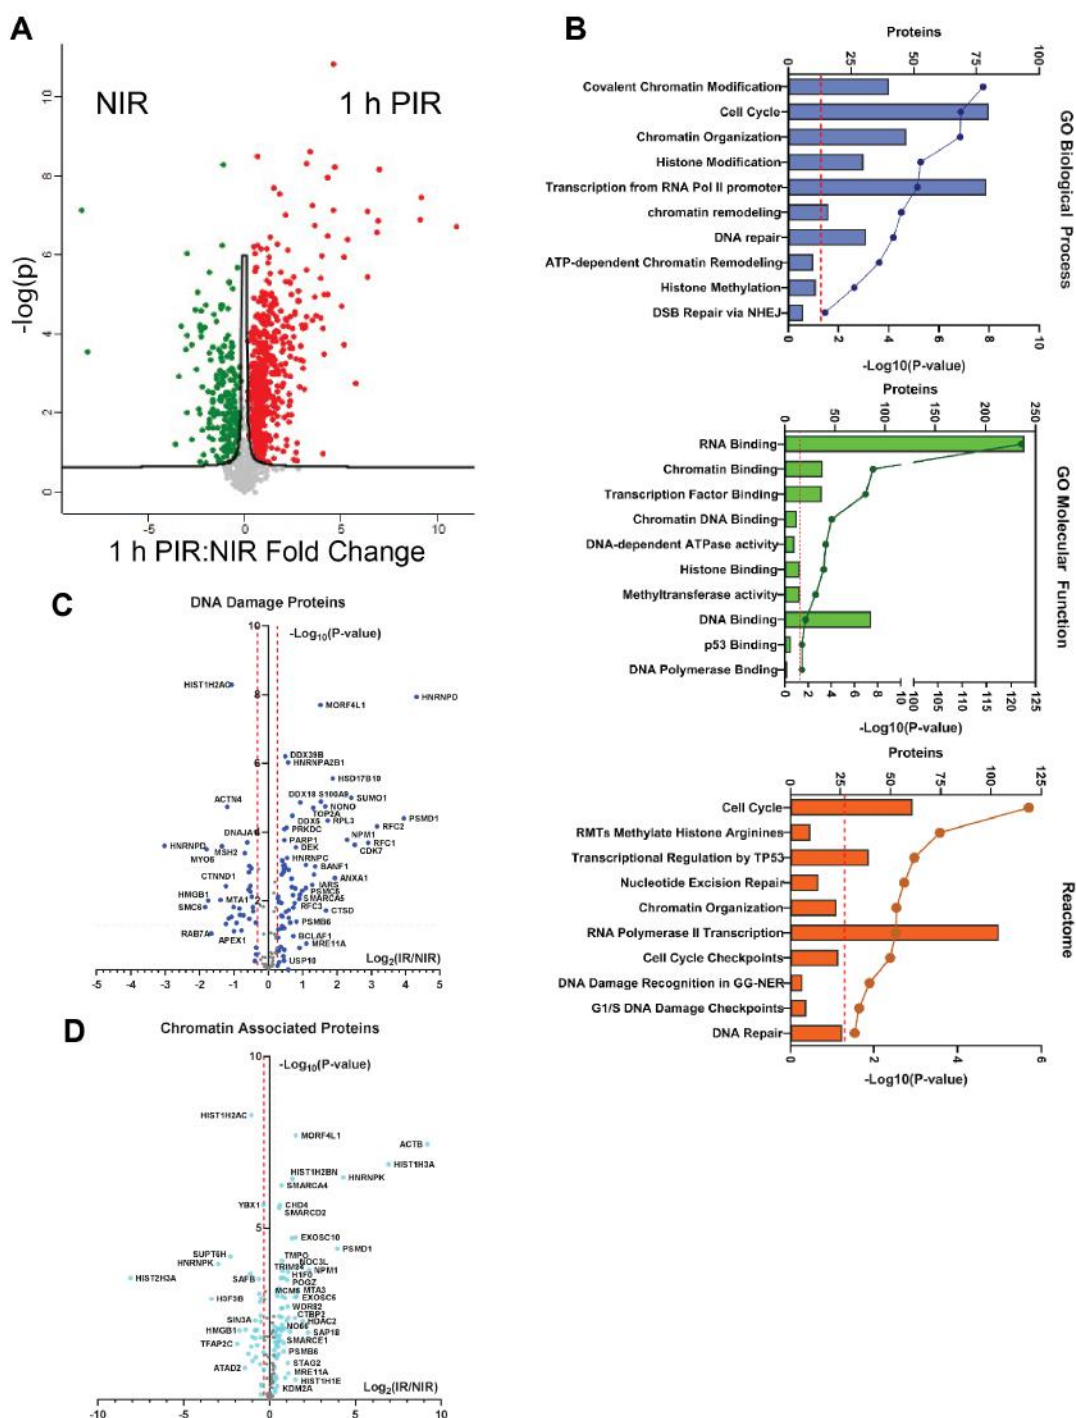 A
NIR
1 h PIR
-log(p)
10
8
6
4
2
0
-5
0
5
10
1 h PIR:NIR Fold Change
B
Proteins
25
50
75
100
Covalent Chromatin Modification
Cell Cycle
Chromatin Organization
Histone Modification
Transcription from RNA Pol II promoter
chromatin remodeling
DNA repair
ATP-dependent Chromatin Remodeling
Histone Methylation
DSB Repair via NHEJ
0
2
4
6
8
10
-Log10(P-value)
GO Biological Process
Proteins
0
50
100
150
200
250
RNA Binding
Chromatin Binding
Transcription Factor Binding
Chromatin DNA Binding
DNA-dependent ATPase activity
Histone Binding
Methyltransferase activity
DNA Binding
p53 Binding
DNA Polymerase Bnding
0
2
4
6
8
10
100
105
110
115
120
125
-Log10(P-value)
GO Molecular Function
Proteins
0
25
50
75
100
125
Cell Cycle
RMTs Methylate Histone Arginines
Transcriptional Regulation by TP53
Nucleotide Excision Repair
Chromatin Organization
RNA Polymerase II Transcription
Cell Cycle Checkpoints
DNA Damage Recognition in GG-NER
G1/S DNA Damage Checkpoints
DNA Repair
0
2
4
6
-Log10(P-value)
Reactome
C
DNA Damage Proteins
10
-Log10(P-value)
HIST1H2AC
8
HNRNPD
MORF4L1
DDX39B
6
HNRNPA2B1
HSD17B10
DDX18
S100A9
SUMO1
ACTN4
NONO
TOP2A
DDX5
RPL3
PSMD1
PRKDC
RFC2
DNAJA1
4
PARP1
NPM1
RFC1
HNRNPD
MSH2
DEK
CDK7
MYO6
HNRNPC
BANF1
CTNND1
ANXA1
IARS
HMGB1
PSMC6
MTA1
2
SMARCA5
SMC6
RFC3
CTSD
PSMB6
RAB7A
APEX1
BCLAF1
MRE11A
USP10
Log2(IR/NIR)
-5
-4
-3
-2
-1
0
1
2
3
4
5
D
Chromatin Associated Proteins
10
-Log10(P-value)
HIST1H2AC
MORF4L1
ACTB
HIST1H3A
HIST1H2BN
HNRNPK
SMARCA4
YBX1
CHD4
SMARCD2
5
EXOSC10
PSMD1
SUPT6H
TMPO
HNRNPK
NOC3L
TRIM24
NPM1
HIST2H3A
SAFB
H1F0
POGZ
MCM6
MTA3
H3F3B
EXOSC6
WDR82
SIN3A
CTBP2
HDAC2
HMGB1
NO66
SAP18
TFAP2C
SMARCE1
PSMB6
ATAD2
STAG2
MRE11A
HIST1H1E
KDM2A
Log2(IR/NIR)
-10
-5
0
5
10